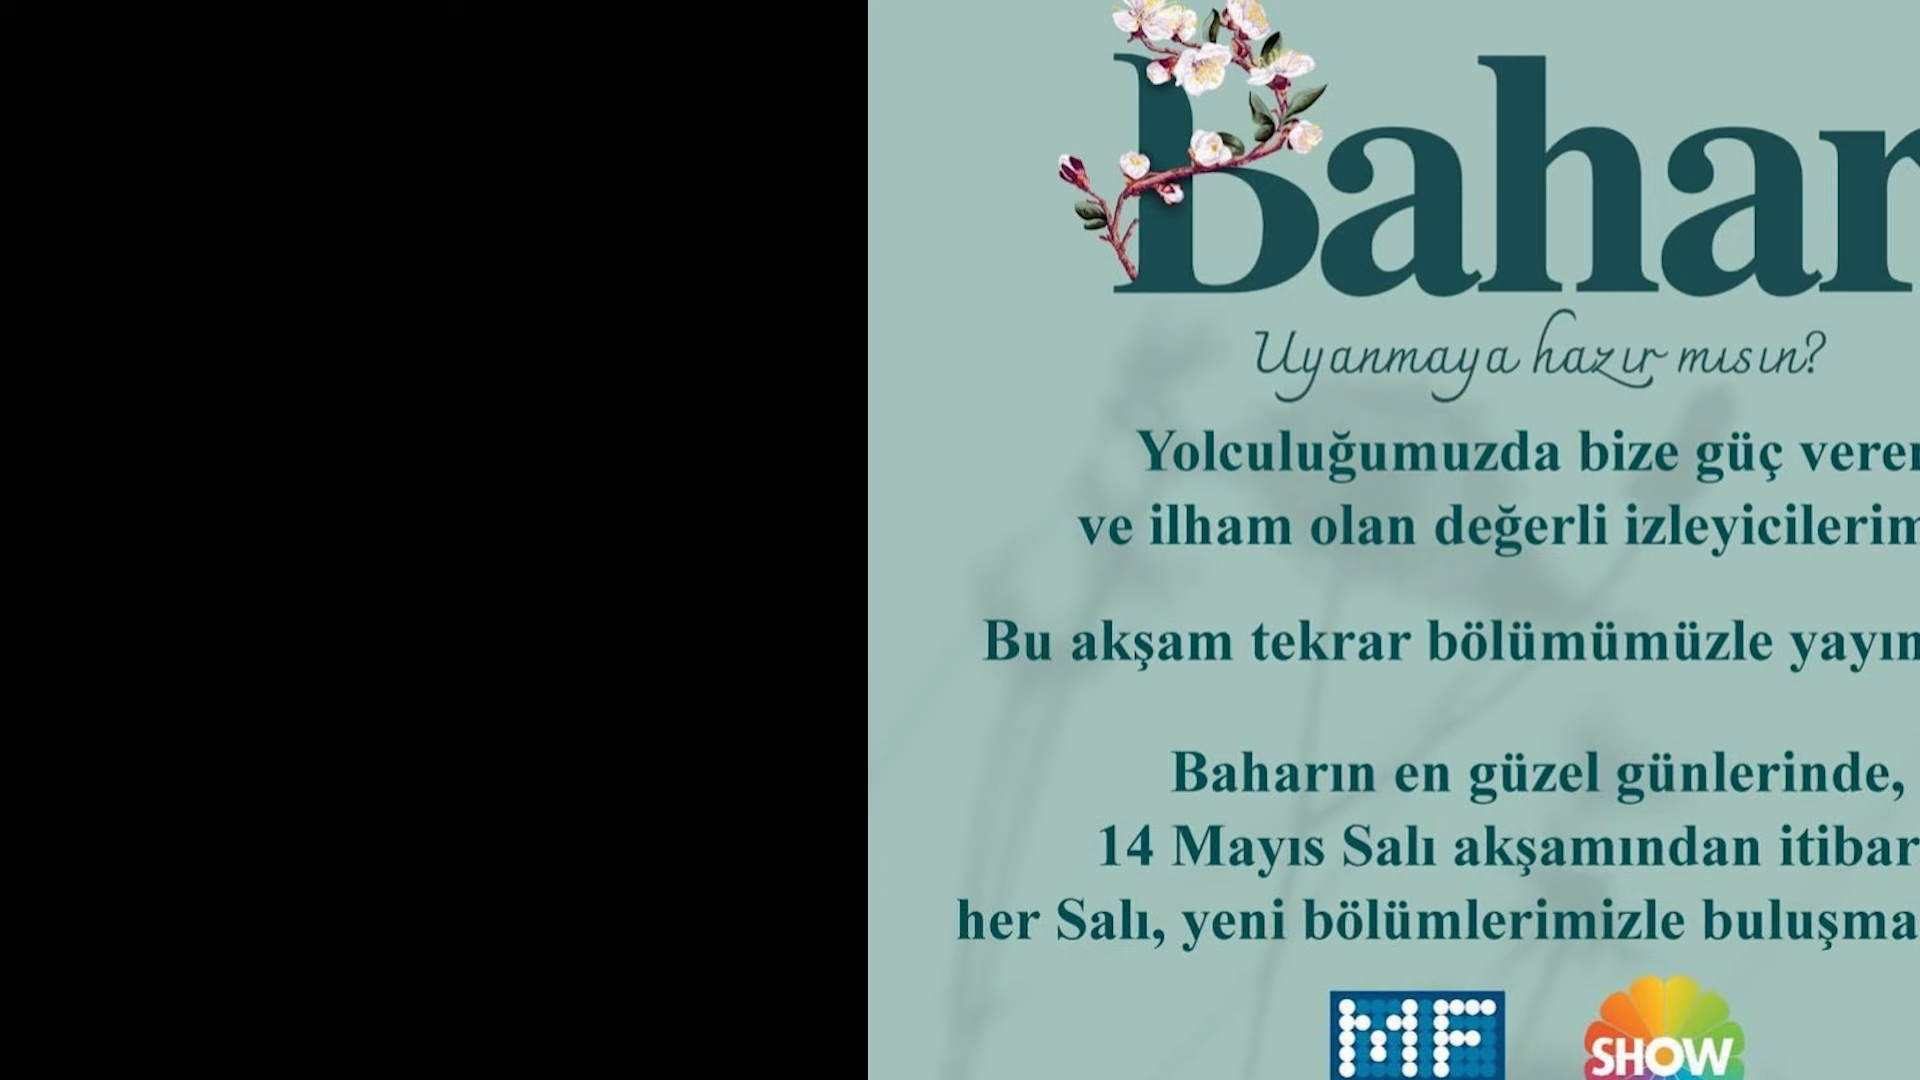 Bahar
Uyanmaya hazır mısın?
Yolculuğumuzda bize güç veren
ve ilham olan değerli izleyicilerim
Bu akşam tekrar bölümümüzle yayın
Baharın en güzel günlerinde,
14 Mayıs Salı akşamından itibar
her Salı, yeni bölümlerimizle buluşma
MF
SHOW